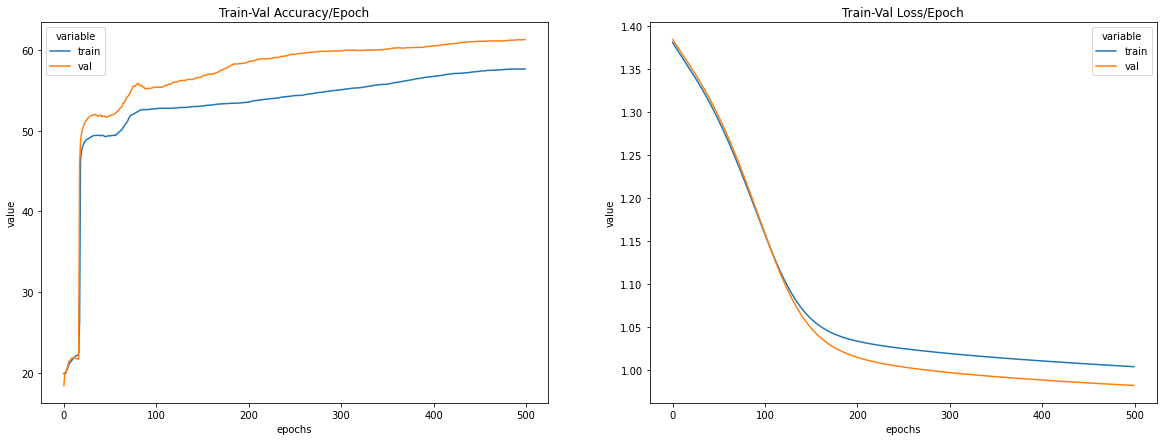 Train-Val Accuracy/Epoch
variable
train
val
value
60
50
40
30
20
0
100
200
300
400
500
epochs
Train-Val Loss/Epoch
variable
train
val
value
1.40
1.35
1.30
1.25
1.20
1.15
1.10
1.05
1.00
0
100
200
300
400
500
epochs